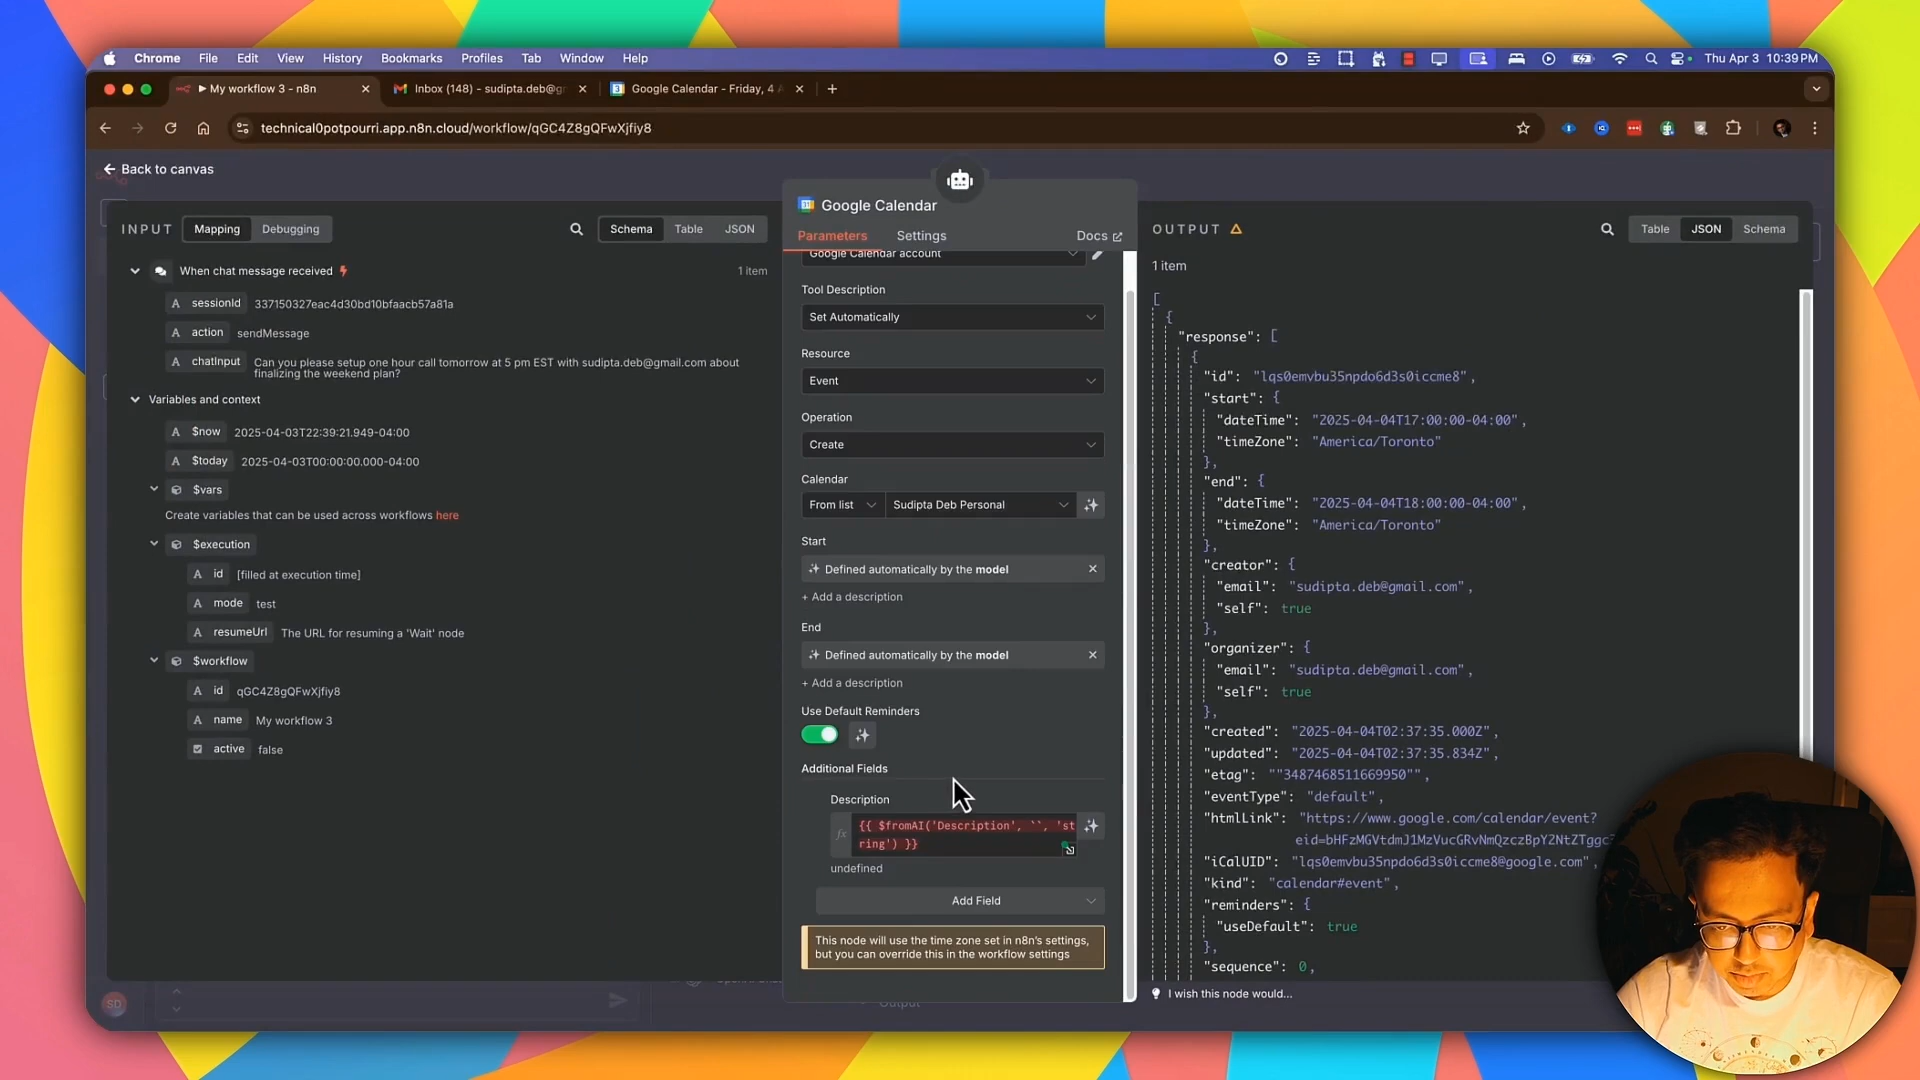 Chrome File Edit View History Bookmarks Profiles Tab Window Help Thu Apr 3 10:39 PM
My workflow 3 - n8n
Inbox (148) - sudipta.deb@gr
Google Calendar - Friday, 4 A
technical0potpourri.app.n8n.cloud/workflow/qGC4Z8gQFwXjfiy8
Back to canvas
INPUT Mapping Debugging Schema Table JSON
When chat message received 1 item
A sessionId 337150327eac4d30bd10bfaacb57a81a
A action sendMessage
A chatInput Can you please setup one hour call tomorrow at 5 pm EST with sudipta.deb@gmail.com about
finalizing the weekend plan?
Variables and context
A $now 2025-04-03T22:39:21.949-04:00
A $today 2025-04-03T00:00:00.000-04:00
$vars
Create variables that can be used across workflows here
$execution
A id [filled at execution time]
A mode test
A resumeUrl The URL for resuming a 'Wait' node
$workflow
A id qGC4Z8gQFwXjfiy8
A name My workflow 3
active false
SD
Google Calendar
Parameters Settings Docs
Google Calendar account
Tool Description
Set Automatically
Resource
Event
Operation
Create
Calendar
From list Sudipta Deb Personal
Start
Defined automatically by the model
+ Add a description
End
Defined automatically by the model
+ Add a description
Use Default Reminders
Additional Fields
Description
fx {{ $fromAI('Description', ``, 'st
ring') }}
undefined
Add Field
This node will use the time zone set in n8n's settings,
but you can override this in the workflow settings
Output
OUTPUT Table JSON Schema
1 item
[
{
"response": [
{
"id": "lqs0emvbu35npdo6d3s0iccme8",
"start": {
"dateTime": "2025-04-04T17:00:00-04:00",
"timeZone": "America/Toronto"
},
"end": {
"dateTime": "2025-04-04T18:00:00-04:00",
"timeZone": "America/Toronto"
},
"creator": {
"email": "sudipta.deb@gmail.com",
"self": true
},
"organizer": {
"email": "sudipta.deb@gmail.com",
"self": true
},
"created": "2025-04-04T02:37:35.000Z",
"updated": "2025-04-04T02:37:35.834Z",
"etag": ""3487468511669950"",
"eventType": "default",
"htmlLink": "https://www.google.com/calendar/event?
eid=bHFzMGVtdmJ1MzVucGRvNmQzczBpY2NtZTggc3
"iCalUID": "lqs0emvbu35npdo6d3s0iccme8@google.com",
"kind": "calendar#event",
"reminders": {
"useDefault": true
},
"sequence": 0,
I wish this node would...